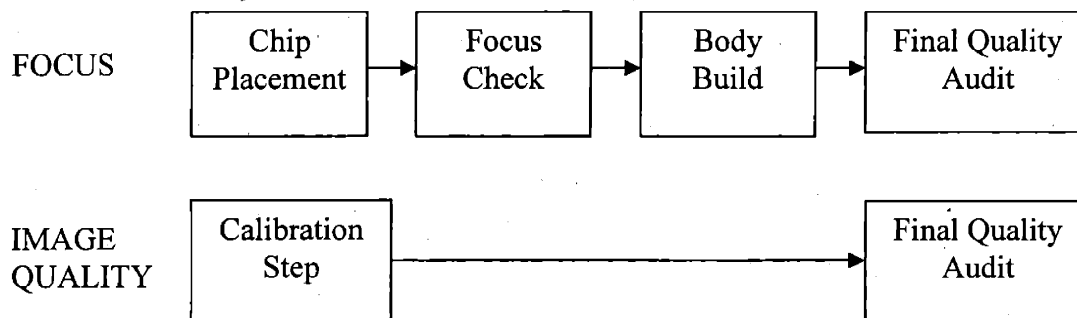 FOCUS
Chip
Placement
Focus
Check
Body
Build
Final Quality
Audit
IMAGE
QUALITY
Calibration
Step
Final Quality
Audit